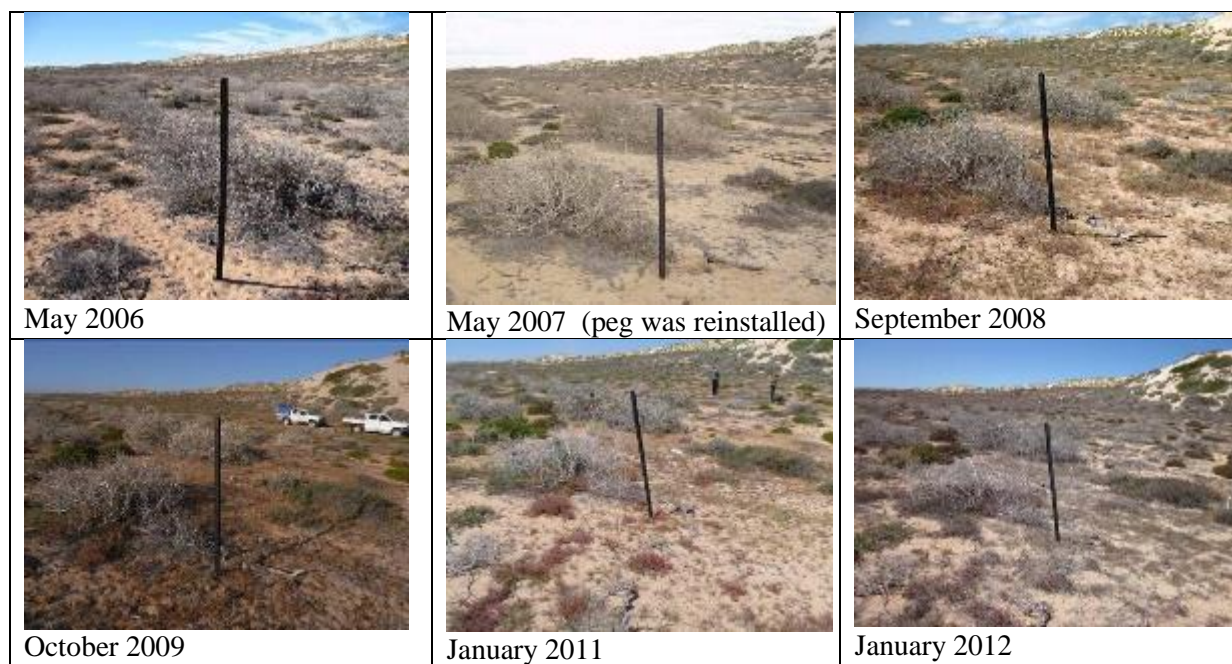 May 2006
May 2007 (peg was reinstalled)
September 2008
October 2009
January 2011
January 2012